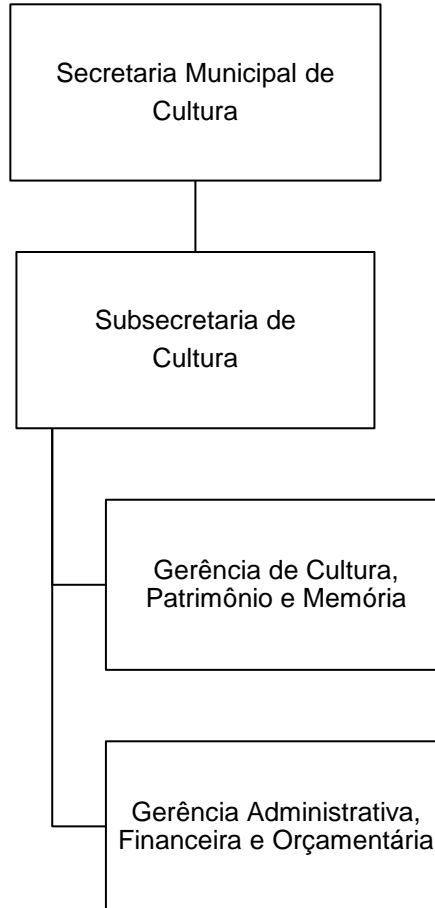 Secretaria Municipal de
Cultura
Subsecretaria de
Cultura
Gerência de Cultura,
Patrimônio e Memória
Gerência Administrativa,
Financeira e Orçamentária